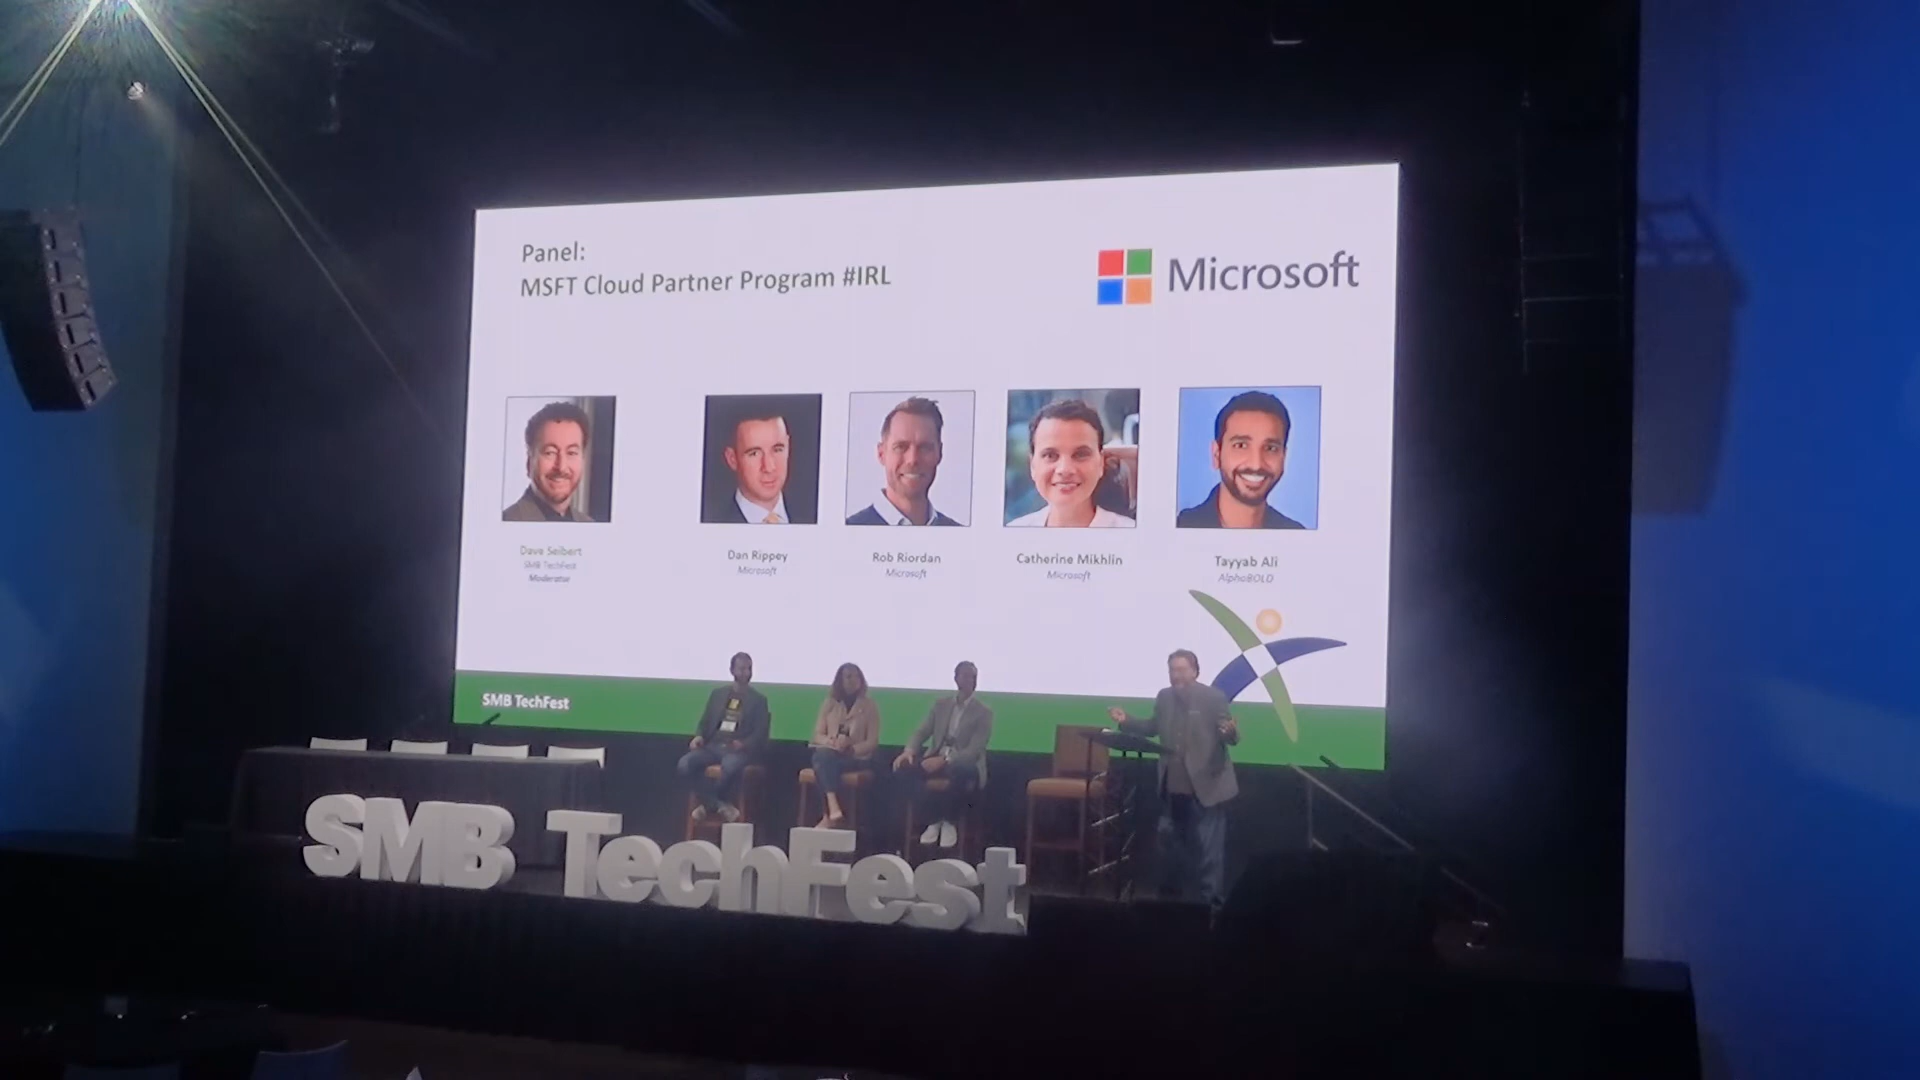 Panel:
MSFT Cloud Partner Program #IRL
Microsoft
Dave Seibert
SMB TechFest
Moderator
Dan Rippey
Microsoft
Rob Riordan
Microsoft
Catherine Mikhlin
Microsoft
Tayyab Ali
AlphaBOLD
SMB TechFest
SMB TechFest